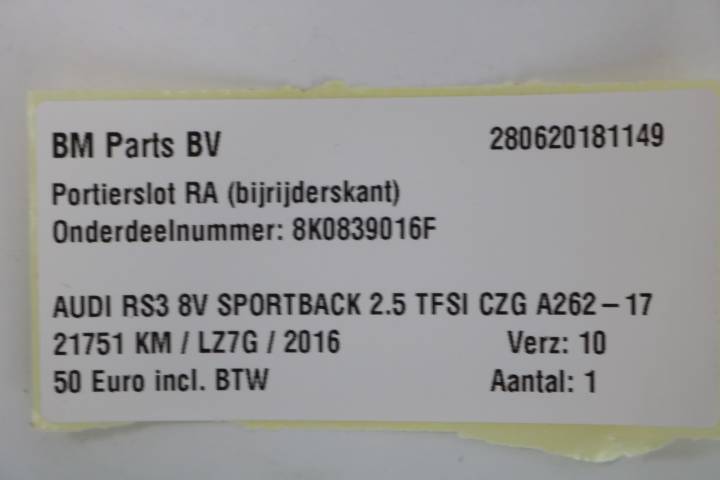 BM Parts BV 280620181149
Portierslot RA (bijrijderskant)
Onderdeelnummer: 8K0839016F
AUDI RS3 8V SPORTBACK 2.5 TFSI CZG A262-17
21751 KM / LZ7G / 2016 Verz: 10
50 Euro incl. BTW Aantal: 1